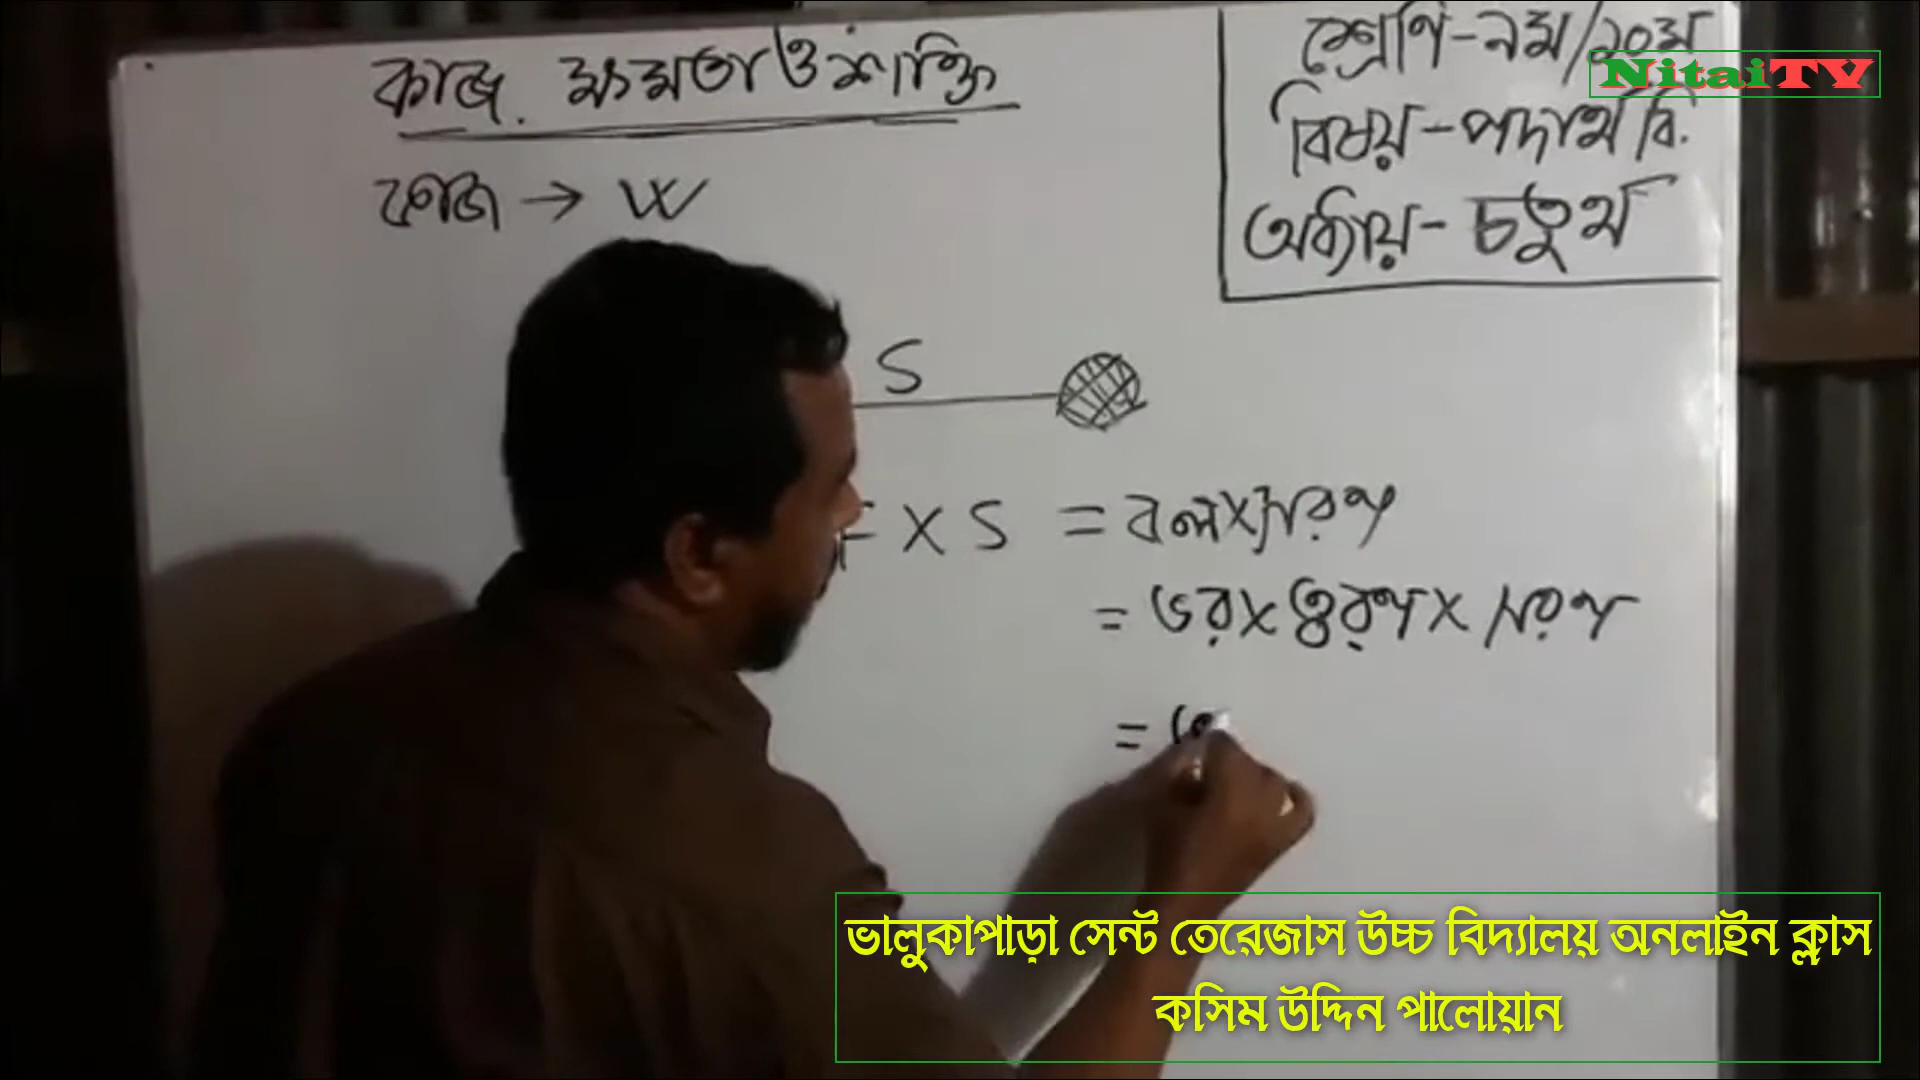 কাজ, ক্ষমতা ও শক্তি
কাজ → W
শ্রেণি-নবম/১০ম
বিষয়-পদার্থ বি.
অধ্যায়-চতুর্থ
NitaiTV
S
F X S = বল×সরণ
= ভর× ত্বরণ× সরণ
=
ভালুকাপাড়া সেন্ট তেরেজাস উচ্চ বিদ্যালয় অনলাইন ক্লাস
কসিম উদ্দিন পালোয়ান